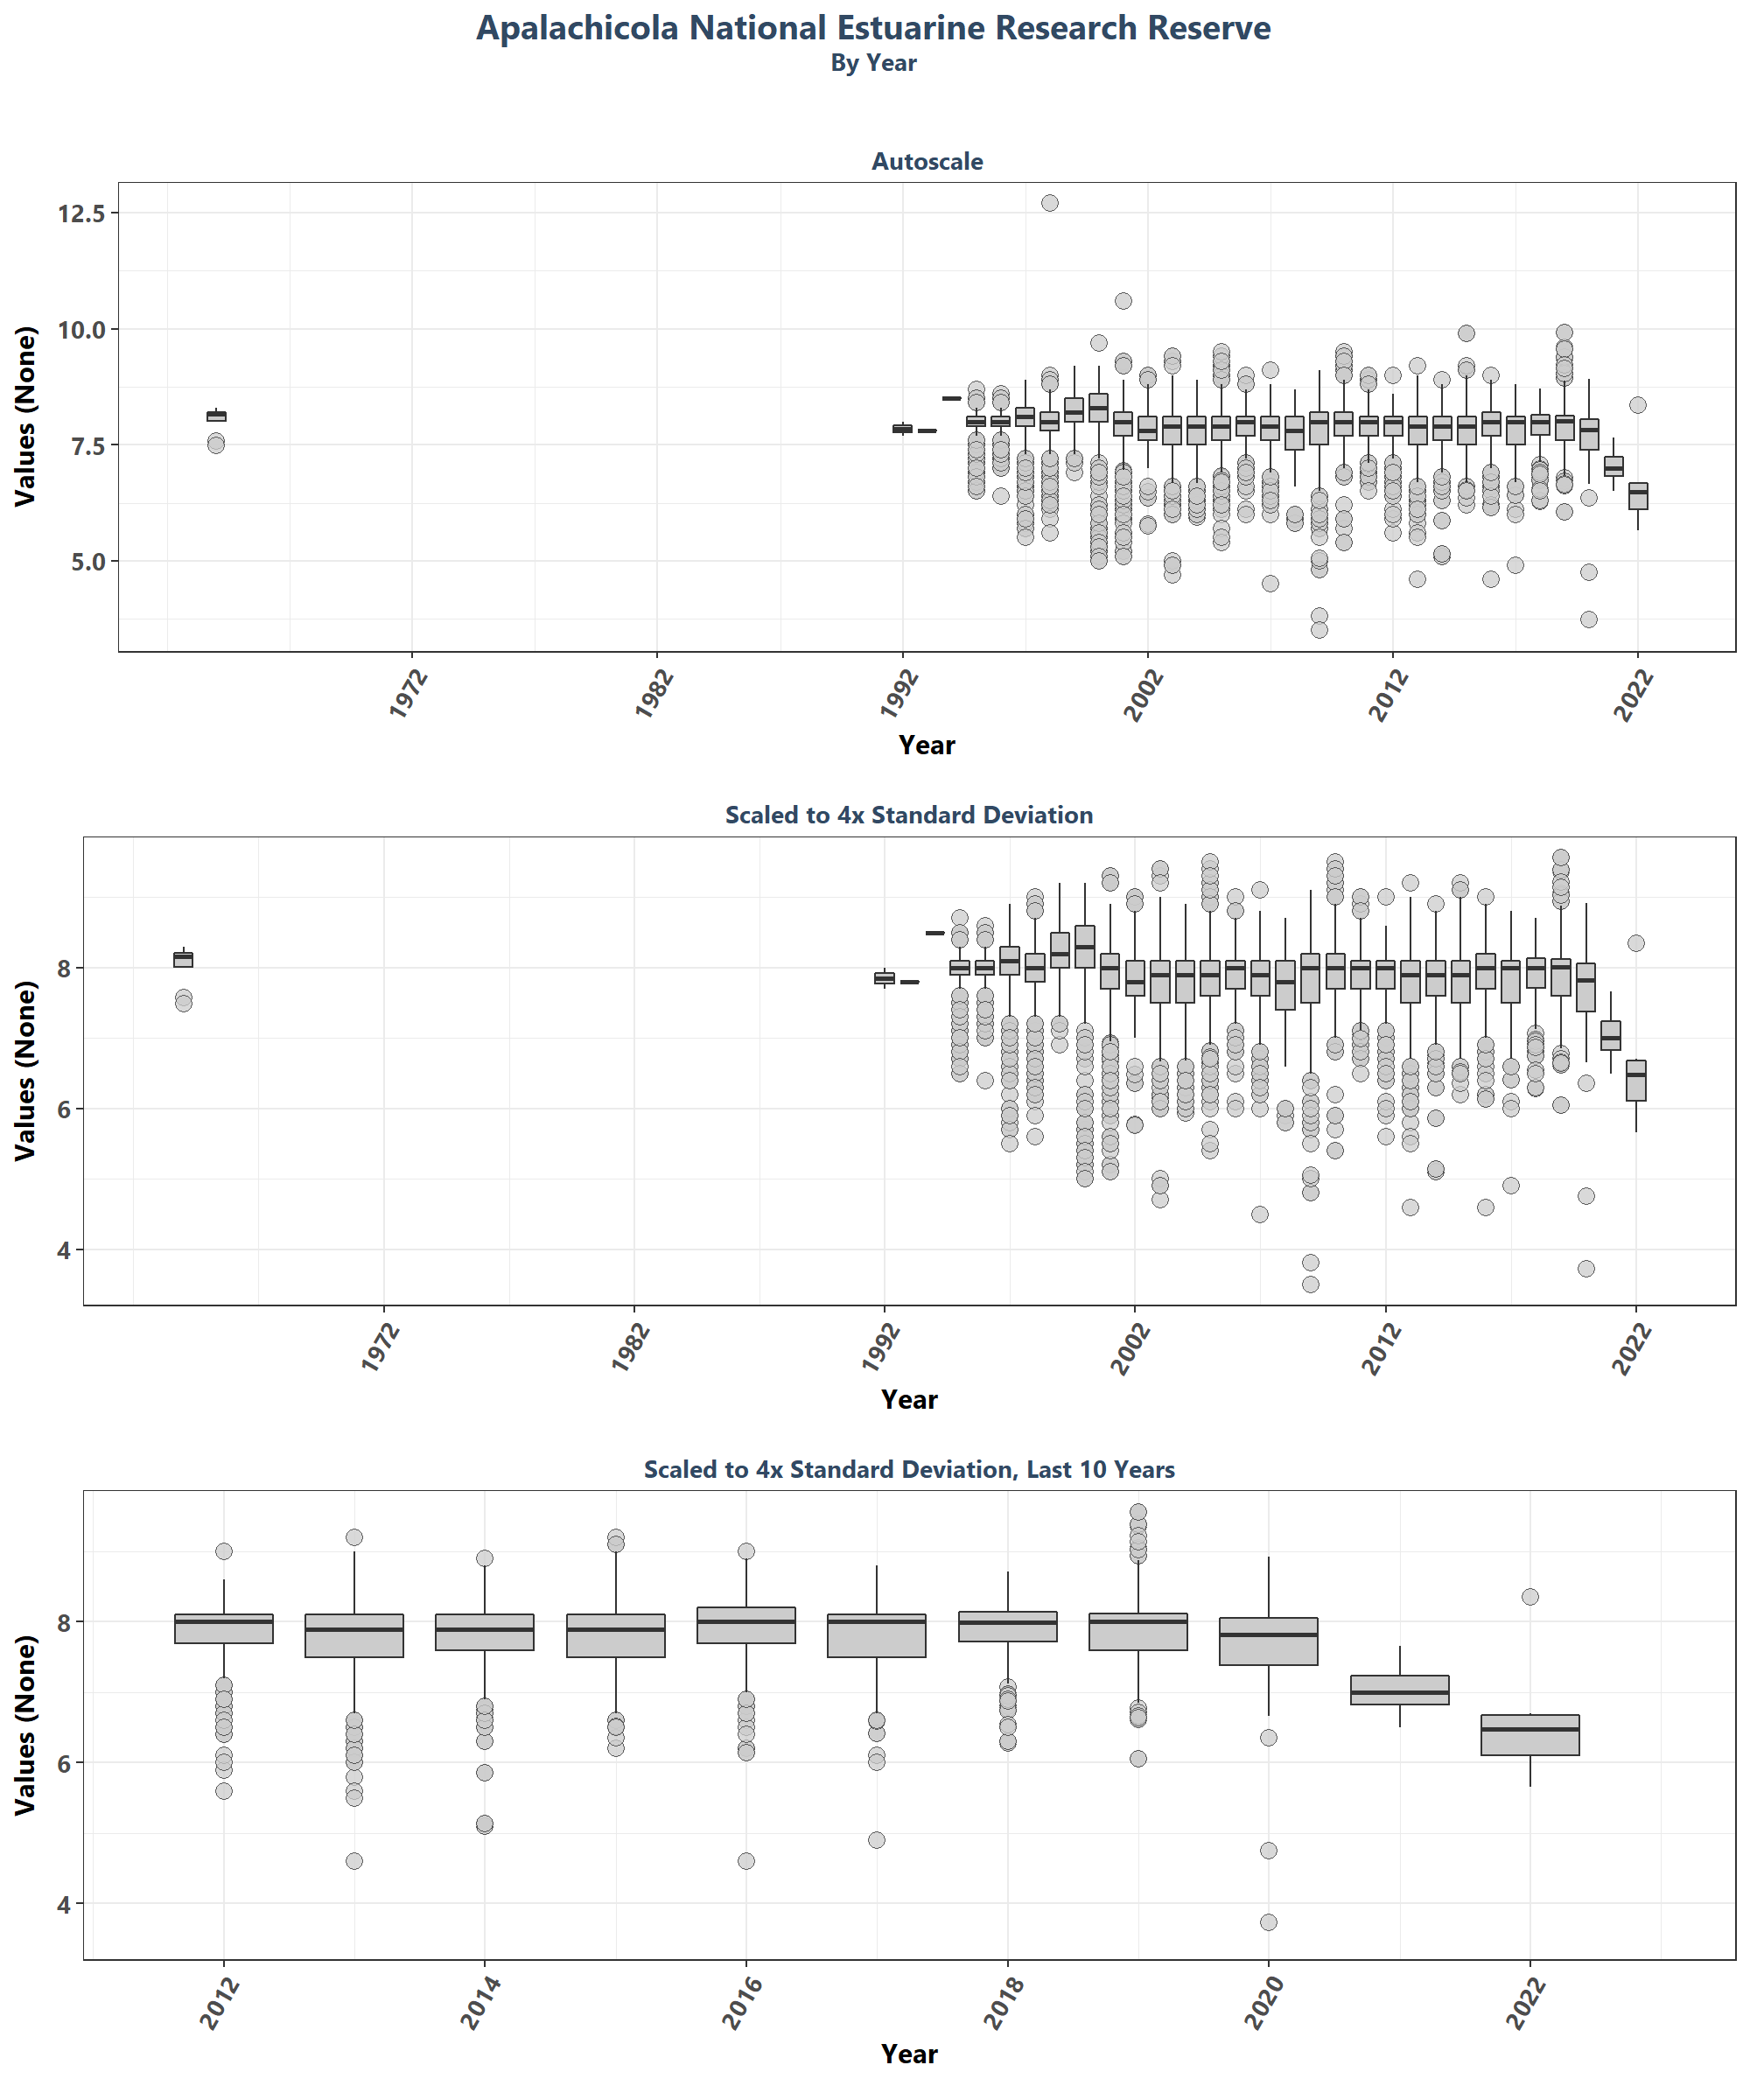 Apalachicola National Estuarine Research Reserve
By Year
Autoscale
Values (None)
12.5
10.0
7.5
5.0
1972
1982
1992
2002
2012
2022
Year
Scaled to 4x Standard Deviation
Values (None)
8
6
4
1972
1982
1992
2002
2012
2022
Year
Scaled to 4x Standard Deviation, Last 10 Years
Values (None)
8
6
4
2012
2014
2016
2018
2020
2022
Year